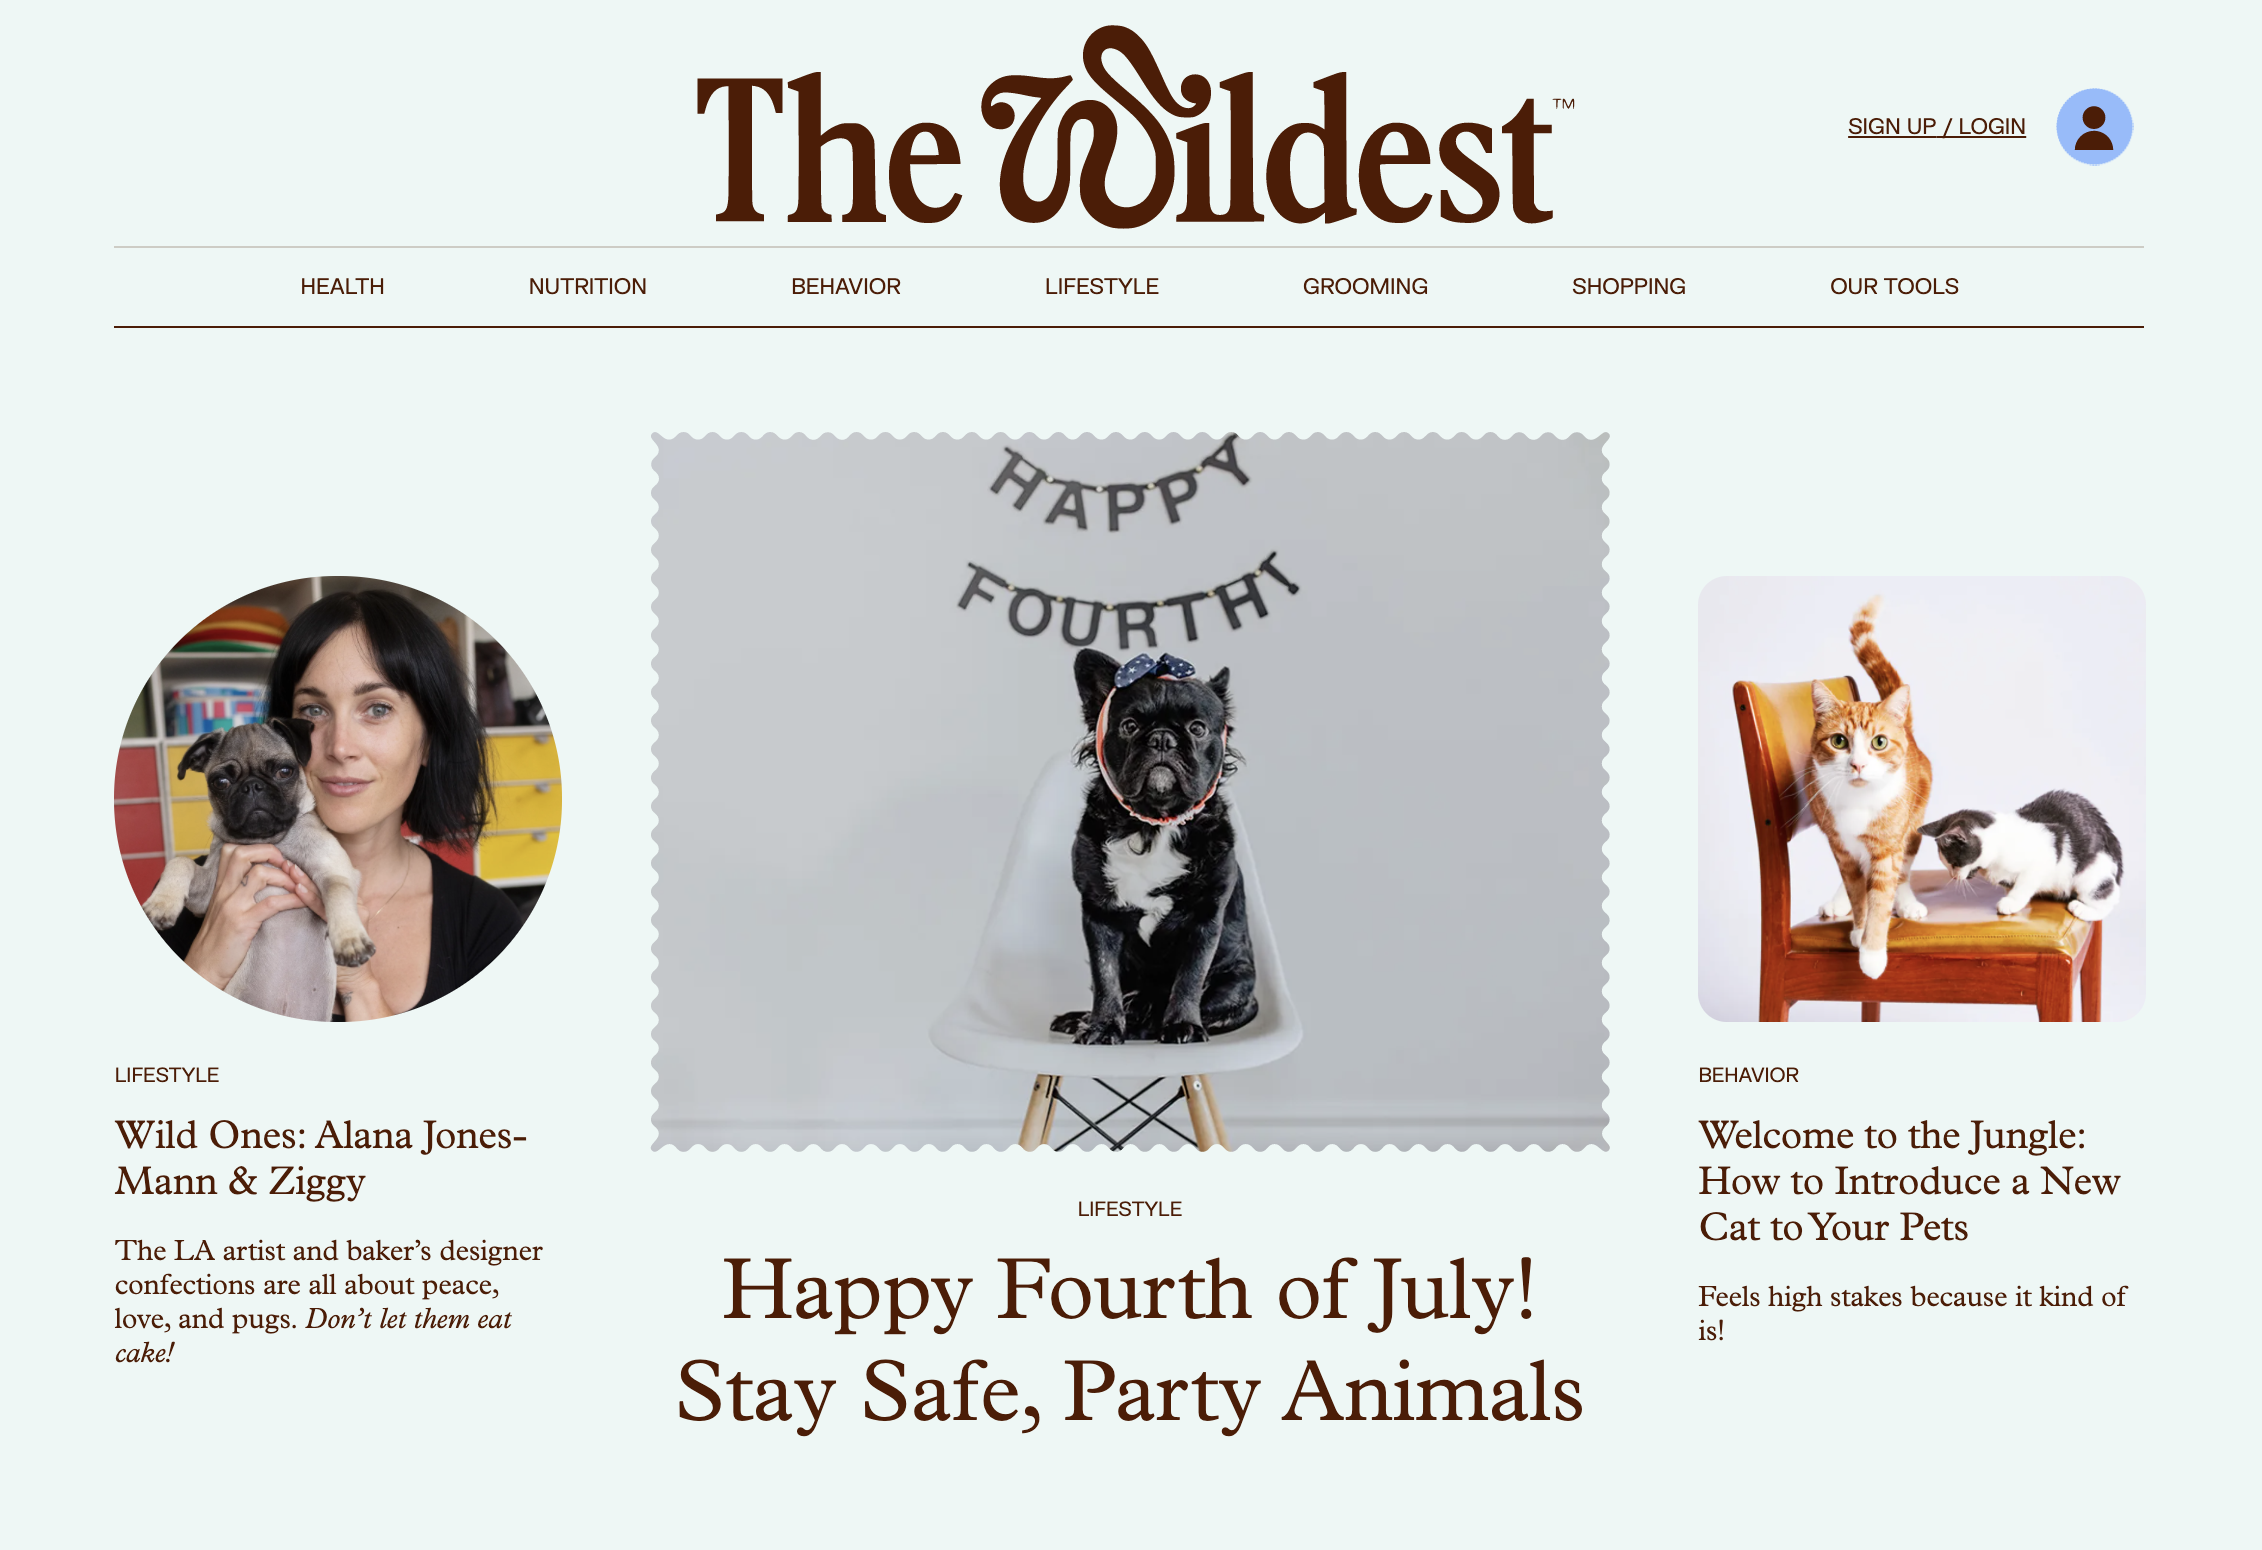 The Wildest™
SIGN UP / LOGIN
HEALTH
NUTRITION
BEHAVIOR
LIFESTYLE
GROOMING
SHOPPING
OUR TOOLS
LIFESTYLE
Wild Ones: Alana Jones-
Mann & Ziggy
The LA artist and baker’s designer
confections are all about peace,
love, and pugs. Don’t let them eat
cake!
HAPPY
FOURTH!
LIFESTYLE
Happy Fourth of July!
Stay Safe, Party Animals
BEHAVIOR
Welcome to the Jungle:
How to Introduce a New
Cat to Your Pets
Feels high stakes because it kind of
is!